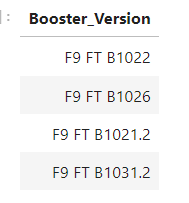 :
Booster_Version
F9 FT B1022
F9 FT B1026
F9 FT B1021.2
F9 FT B1031.2